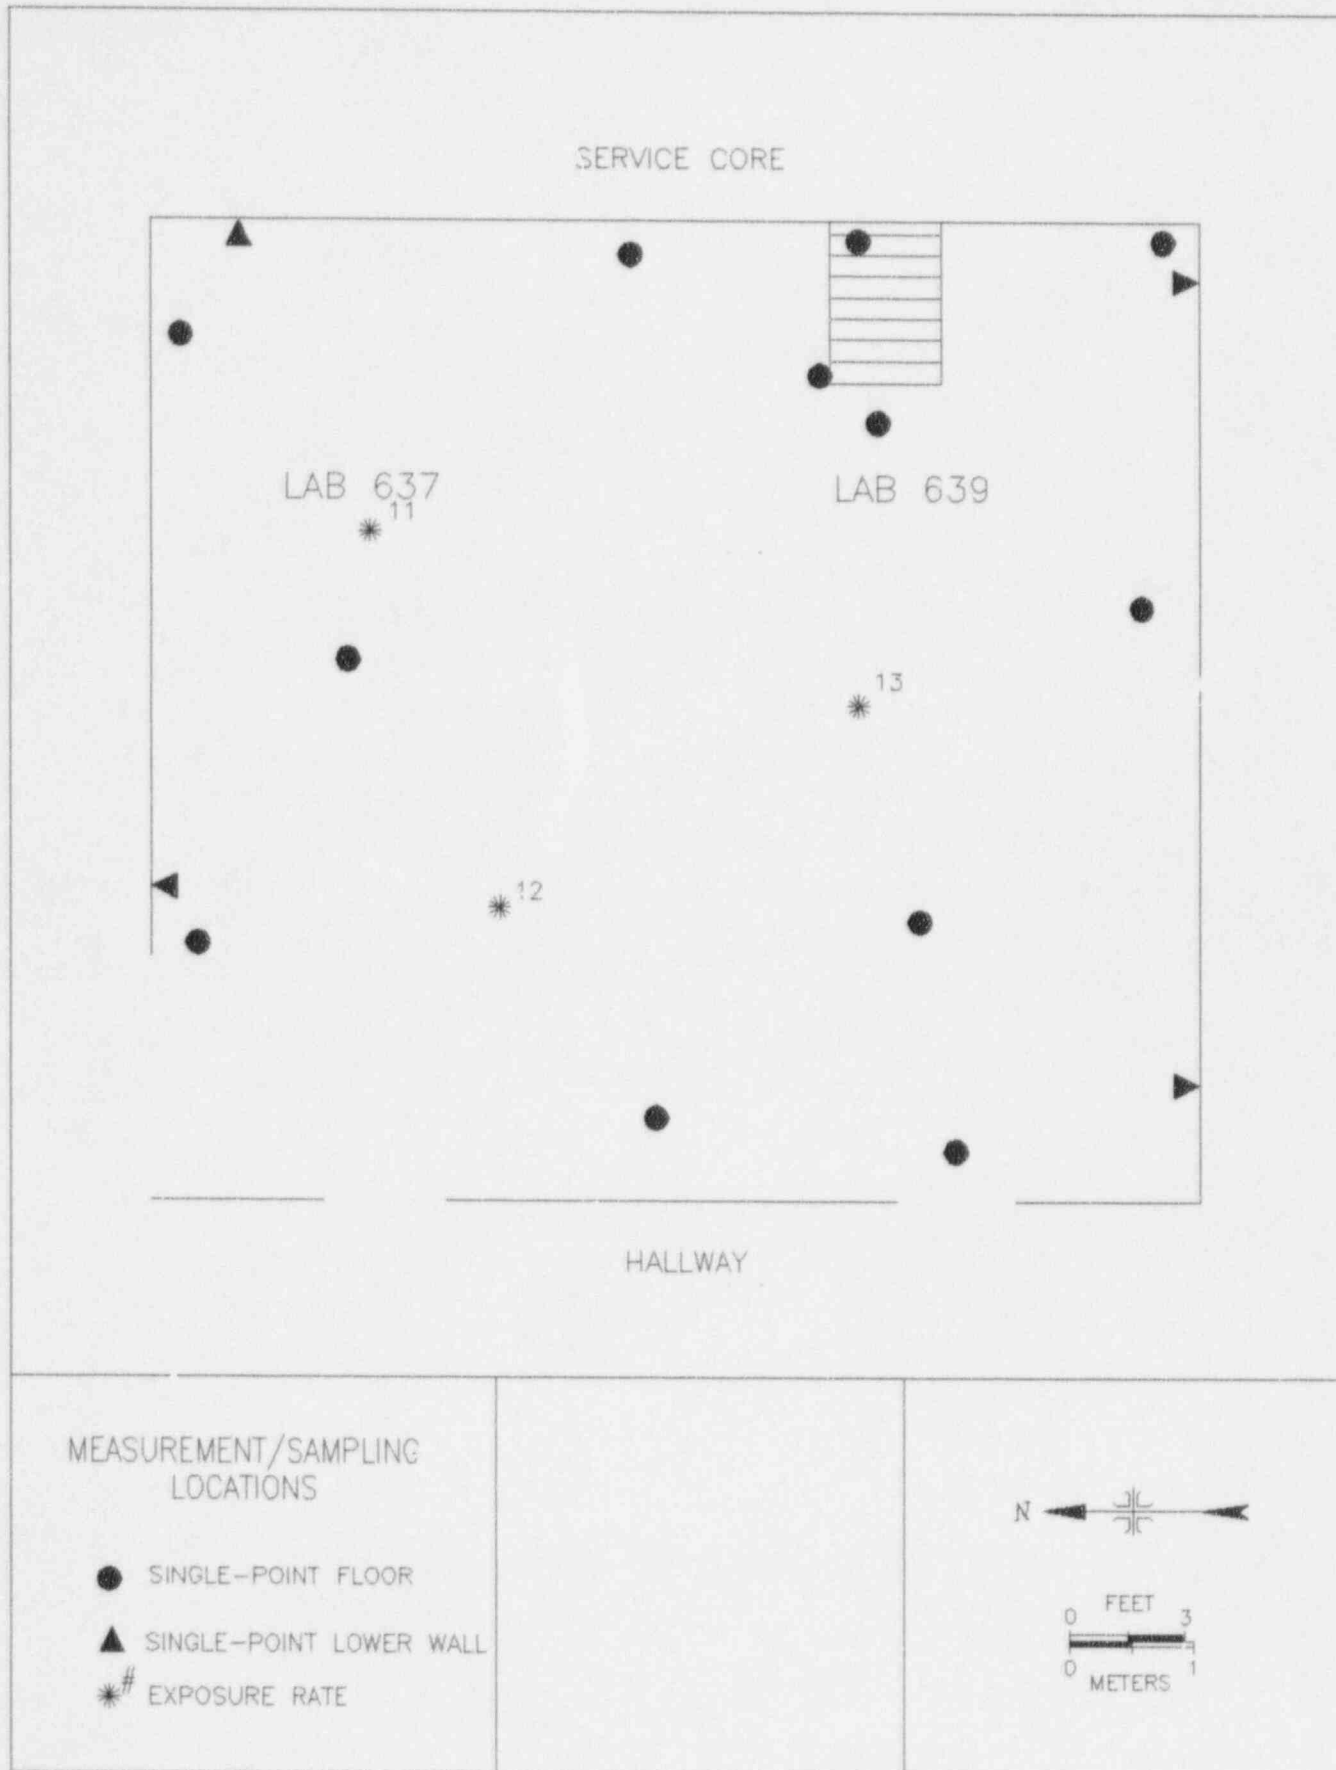 SERVICE CORE
LAB 637
11
LAB 639
13
12
HALLWAY
MEASUREMENT/SAMPLING
LOCATIONS
SINGLE-POINT FLOOR
SINGLE-POINT LOWER WALL
# EXPOSURE RATE
N
FEET
0 3
0 1
METERS